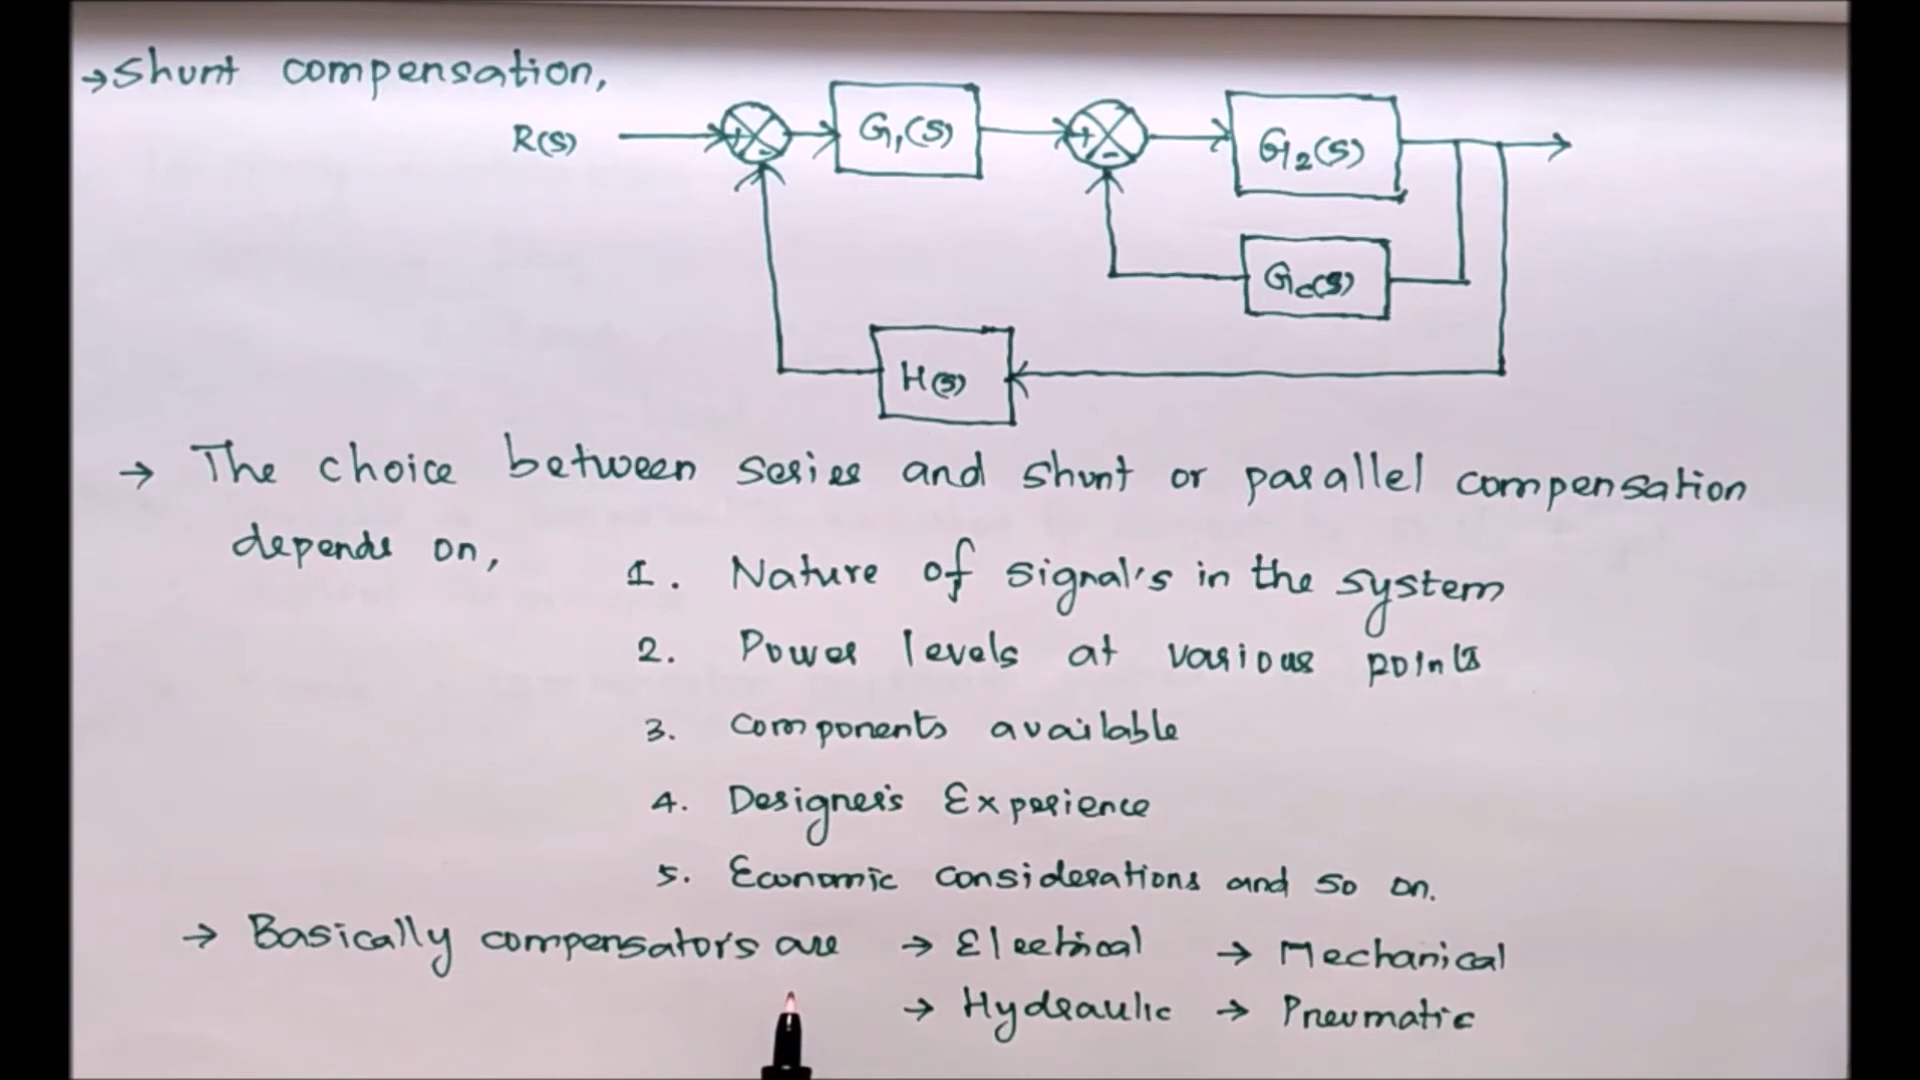 → Shunt compensation,
R(s) + - G1(s) + - G2(s)
Gc(s)
H(s)
→ The choice between series and shunt or parallel compensation
depends on,
1. Nature of signal's in the system
2. Power levels at various points
3. components available
4. Designer's Experience
5. Economic considerations and so on.
→ Basically compensators are → Electrical → Mechanical
→ Hydraulic → Pneumatic